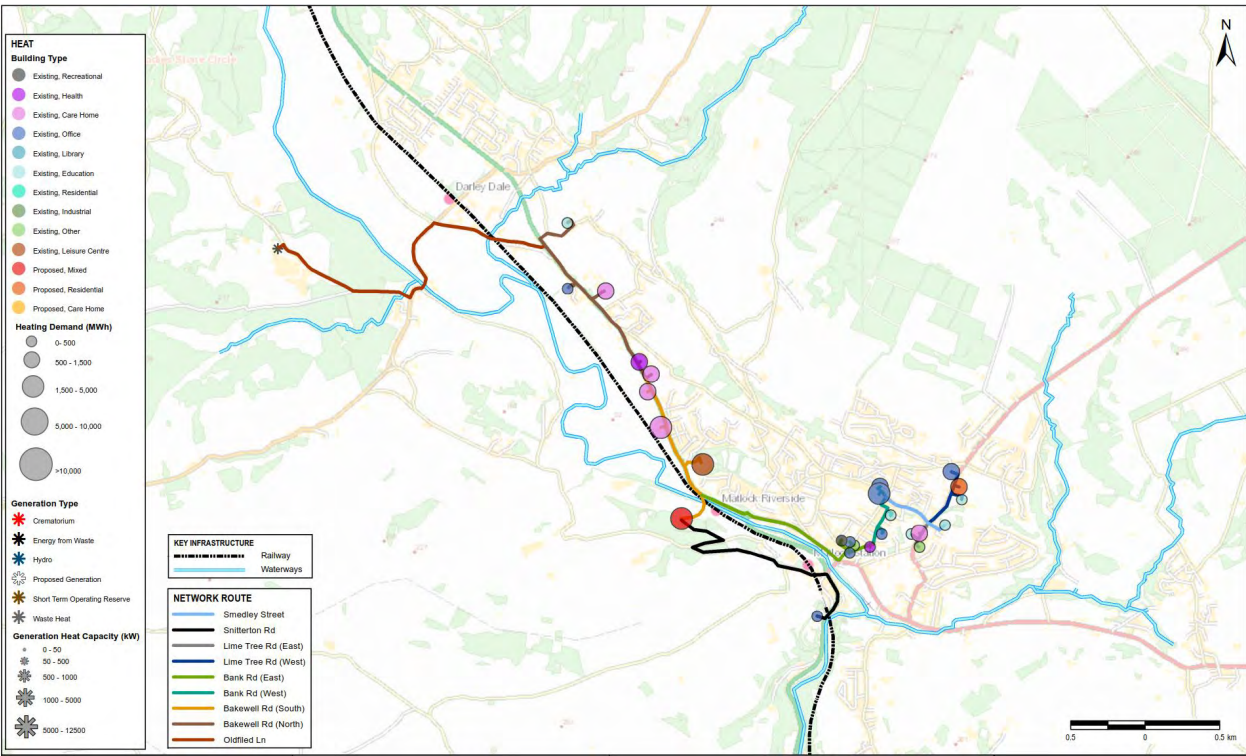 HEAT
Building Type
Existing, Recreational
Existing, Health
Existing, Care Home
Existing, Office
Existing, Library
Existing, Education
Existing, Residential
Existing, Industrial
Existing, Other
Existing, Leisure Centre
Proposed, Mixed
Proposed, Residential
Proposed, Care Home
Heating Demand (MWh)
0- 500
500 - 1,500
1,500 - 5,000
5,000 - 10,000
>10,000
Generation Type
Crematorium
Energy from Waste
Hydro
Proposed Generation
Short Term Operating Reserve
Waste Heat
Generation Heat Capacity (kW)
0 - 50
50 - 500
500 - 1000
1000 - 5000
5000 - 12500
KEY INFRASTRUCTURE
Railway
Waterways
NETWORK ROUTE
Smedley Street
Snitterton Rd
Lime Tree Rd (East)
Lime Tree Rd (West)
Bank Rd (East)
Bank Rd (West)
Bakewell Rd (South)
Bakewell Rd (North)
Oldfiled Ln
Stone Circle
Darley Dale
Matlock Riverside
Station
N
0.5 0 0.5 km